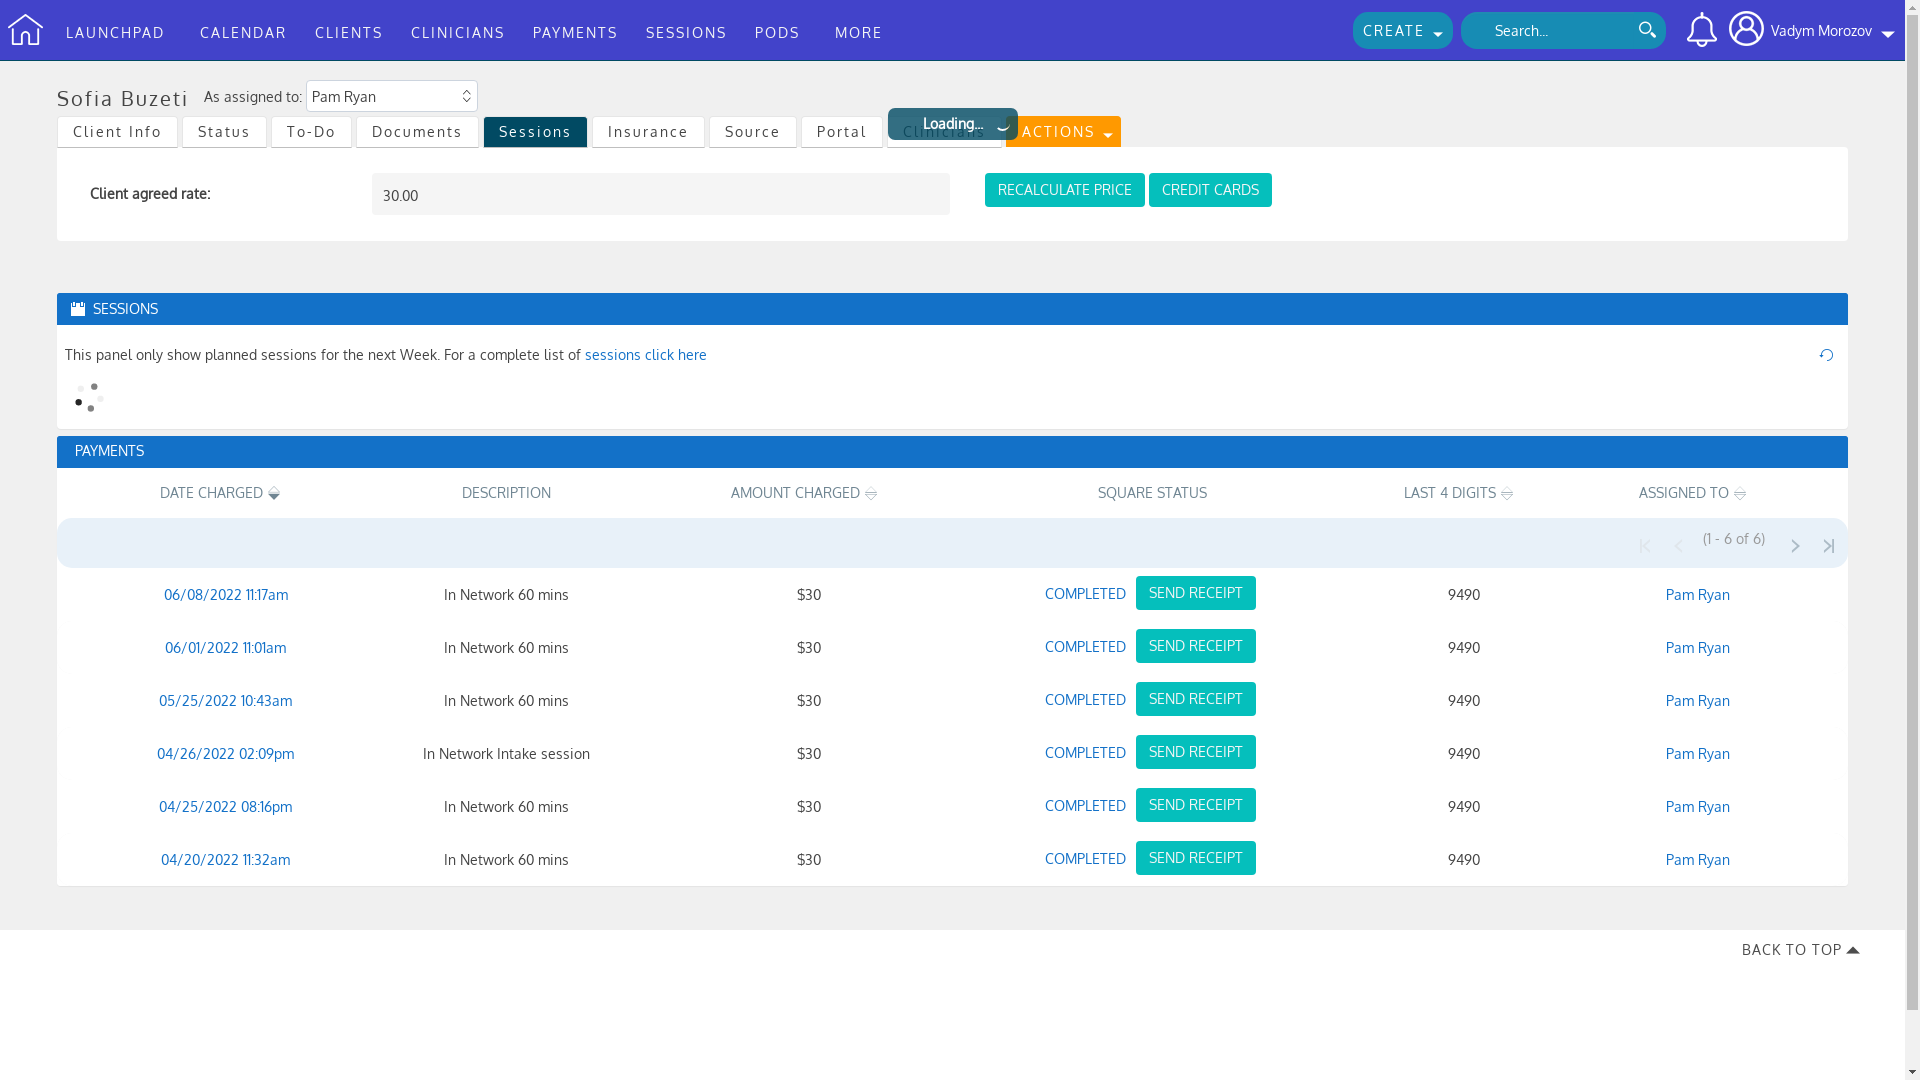 LAUNCHPAD CALENDAR CLIENTS CLINICIANS PAYMENTS SESSIONS PODS MORE CREATE Search... Vadym Morozov
Sofia Buzeti As assigned to: Pam Ryan
Client Info Status To-Do Documents Sessions Insurance Source Portal Clinicians ACTIONS
Loading...
Client agreed rate: 30.00 RECALCULATE PRICE CREDIT CARDS
SESSIONS
This panel only show planned sessions for the next Week. For a complete list of sessions click here
PAYMENTS
DATE CHARGED DESCRIPTION AMOUNT CHARGED SQUARE STATUS LAST 4 DIGITS ASSIGNED TO
(1 - 6 of 6)
06/08/2022 11:17am In Network 60 mins $30 COMPLETED SEND RECEIPT 9490 Pam Ryan
06/01/2022 11:01am In Network 60 mins $30 COMPLETED SEND RECEIPT 9490 Pam Ryan
05/25/2022 10:43am In Network 60 mins $30 COMPLETED SEND RECEIPT 9490 Pam Ryan
04/26/2022 02:09pm In Network Intake session $30 COMPLETED SEND RECEIPT 9490 Pam Ryan
04/25/2022 08:16pm In Network 60 mins $30 COMPLETED SEND RECEIPT 9490 Pam Ryan
04/20/2022 11:32am In Network 60 mins $30 COMPLETED SEND RECEIPT 9490 Pam Ryan
BACK TO TOP